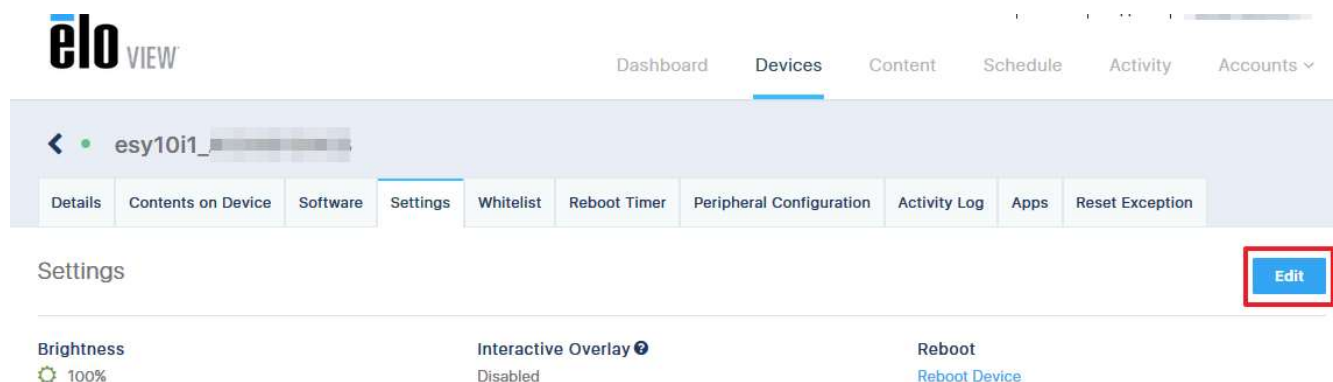 elo VIEW
Dashboard Devices Content Schedule Activity Accounts
esy10i1_
Details Contents on Device Software Settings Whitelist Reboot Timer Peripheral Configuration Activity Log Apps Reset Exception
Settings
Edit
Brightness Interactive Overlay Reboot
100% Disabled Reboot Device